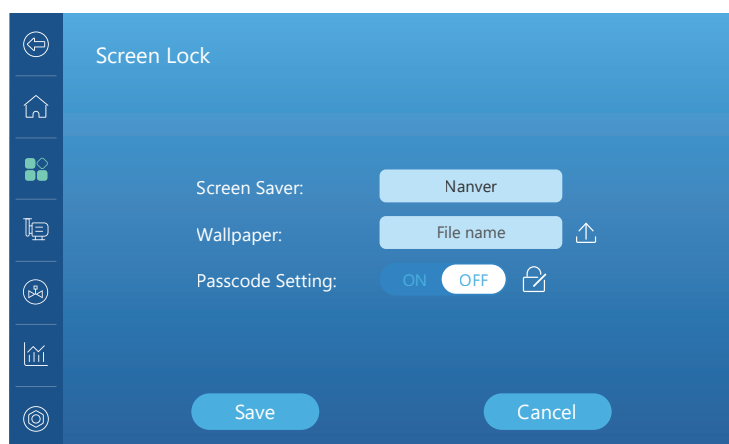 Screen Lock
Screen Saver: Nanver
Wallpaper: File name
Passcode Setting: ON OFF
Save Cancel